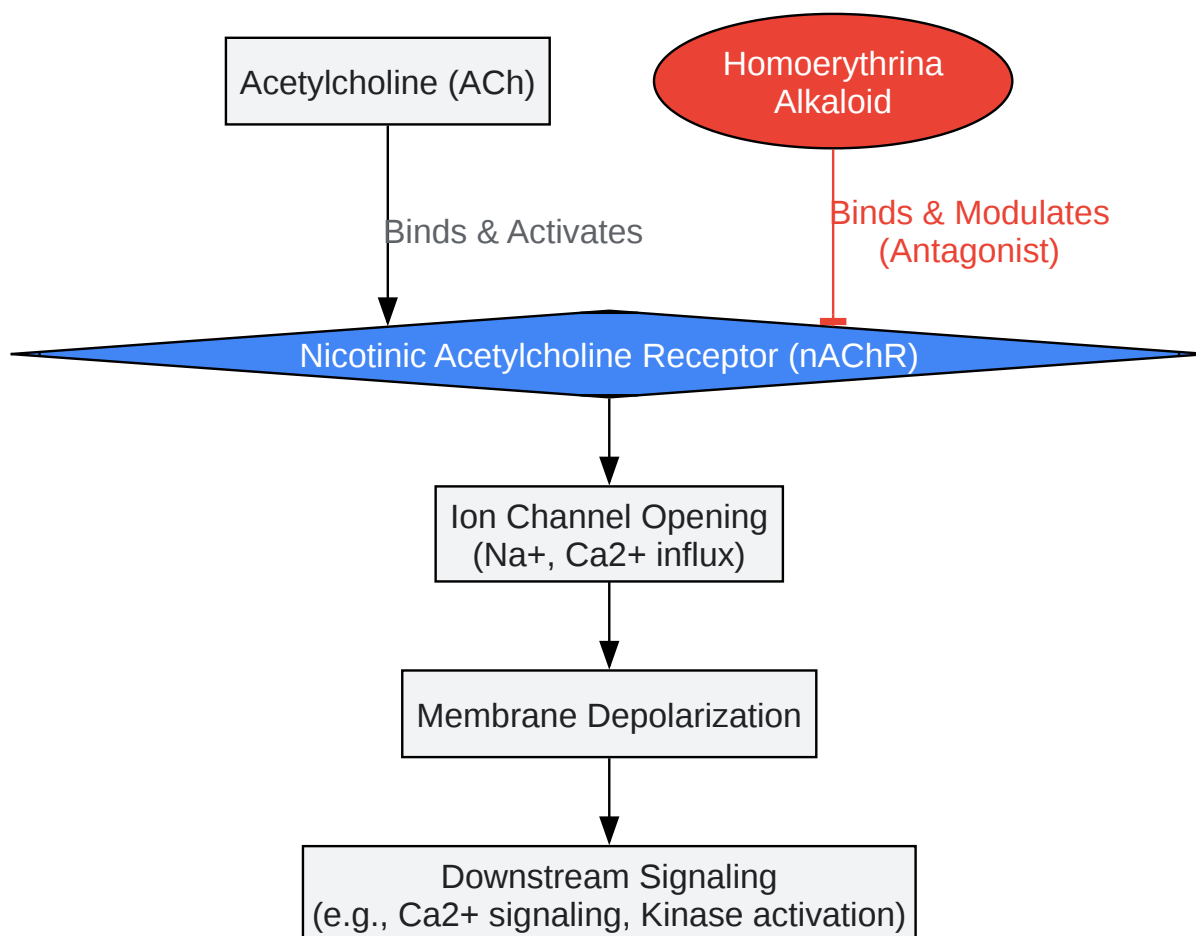 Acetylcholine (ACh)
Homoerythrina
Alkaloid
Binds & Activates
Binds & Modulates
(Antagonist)
Nicotinic Acetylcholine Receptor (nAChR)
Ion Channel Opening
(Na+, Ca2+ influx)
Membrane Depolarization
Downstream Signaling
(e.g., Ca2+ signaling, Kinase activation)